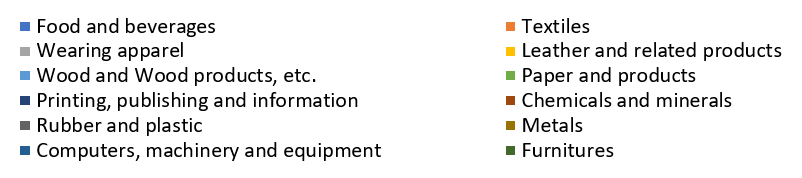 Food and beverages
Textiles
Wearing apparel
Leather and related products
Wood and Wood products, etc.
Paper and products
Printing, publishing and information
Chemicals and minerals
Rubber and plastic
Metals
Computers, machinery and equipment
Furnitures